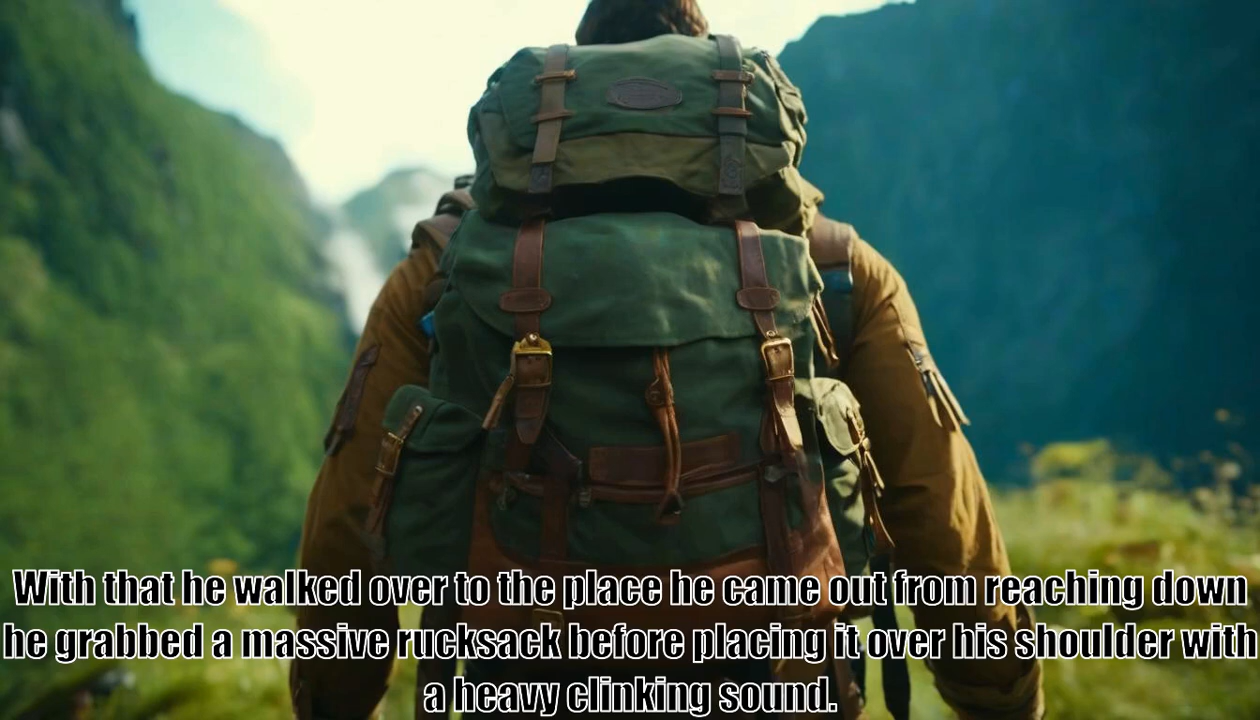 With that he walked over to the place he came out from reaching down
he grabbed a massive rucksack before placing it over his shoulder with
a heavy clinking sound.